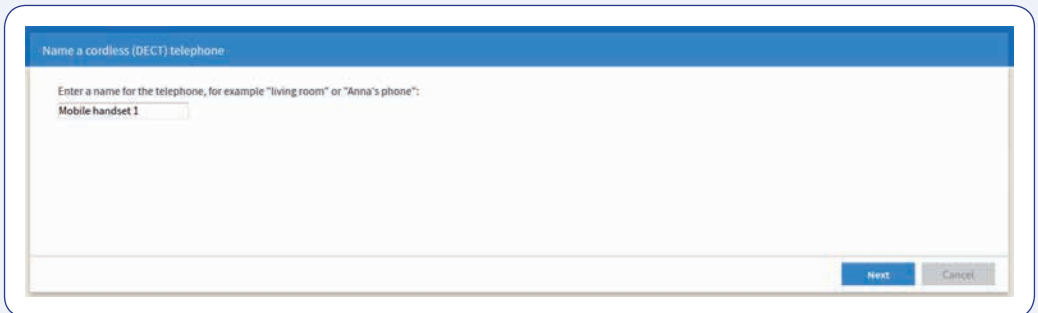 Name a cordless (DECT) telephone
Enter a name for the telephone, for example "living room" or "Anna's phone":
Mobile handset 1
Next
Cancel